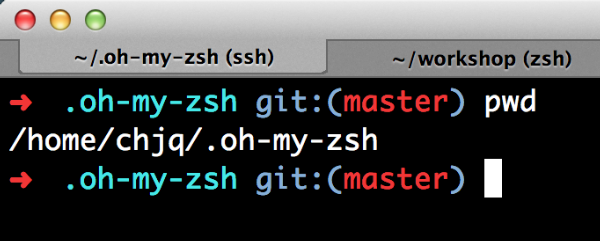 ~/.oh-my-zsh (ssh)
~/workshop (zsh)
➜ .oh-my-zsh git:(master) pwd
/home/chjq/.oh-my-zsh
➜ .oh-my-zsh git:(master)